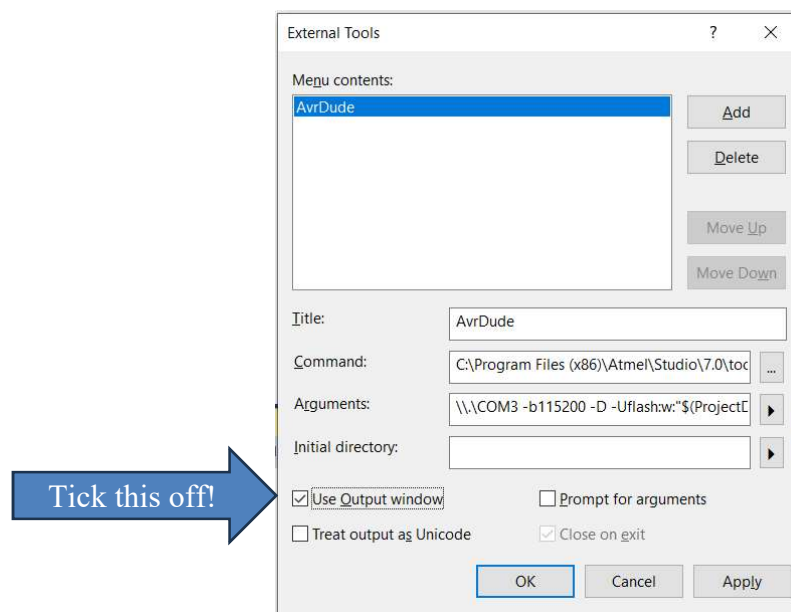 External Tools ?
Menu contents:
AvrDude
Add
Delete
Move Up
Move Down
Title: AvrDude
Command: C:\Program Files (x86)\Atmel\Studio\7.0\toc ...
Arguments: \\.\COM3 -b115200 -D -Uflash:w:"$(ProjectD
Initial directory:
Tick this off!
Use Output window Prompt for arguments
Treat output as Unicode Close on exit
OK Cancel Apply